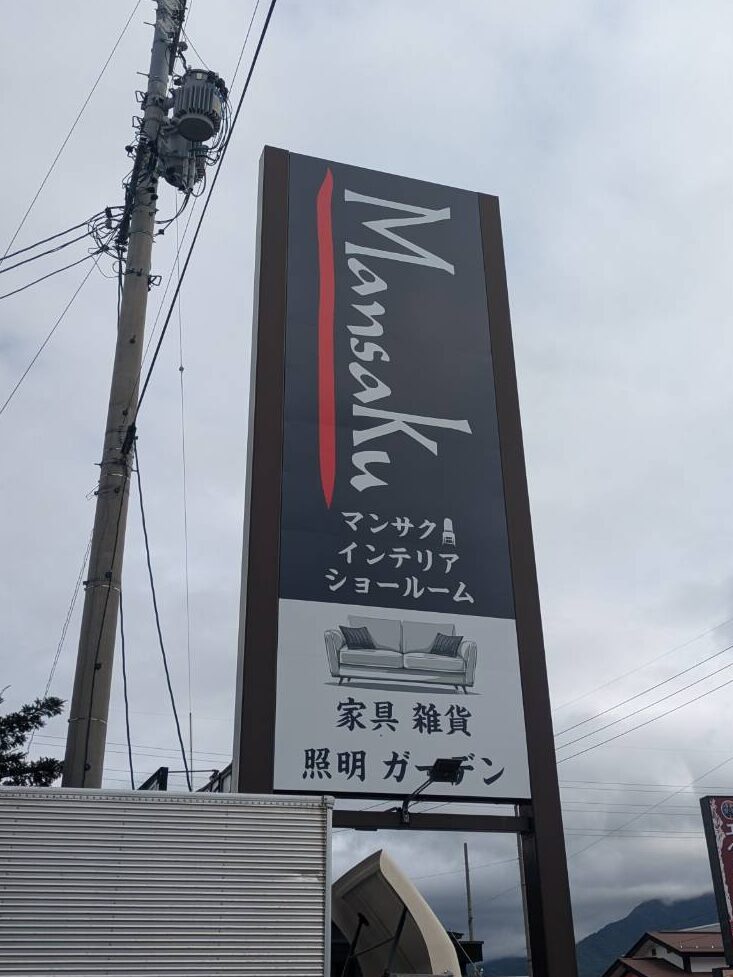 Mansaku
マンサク
インテリア
ショールーム
家具 雑貨
照明 ガーデン